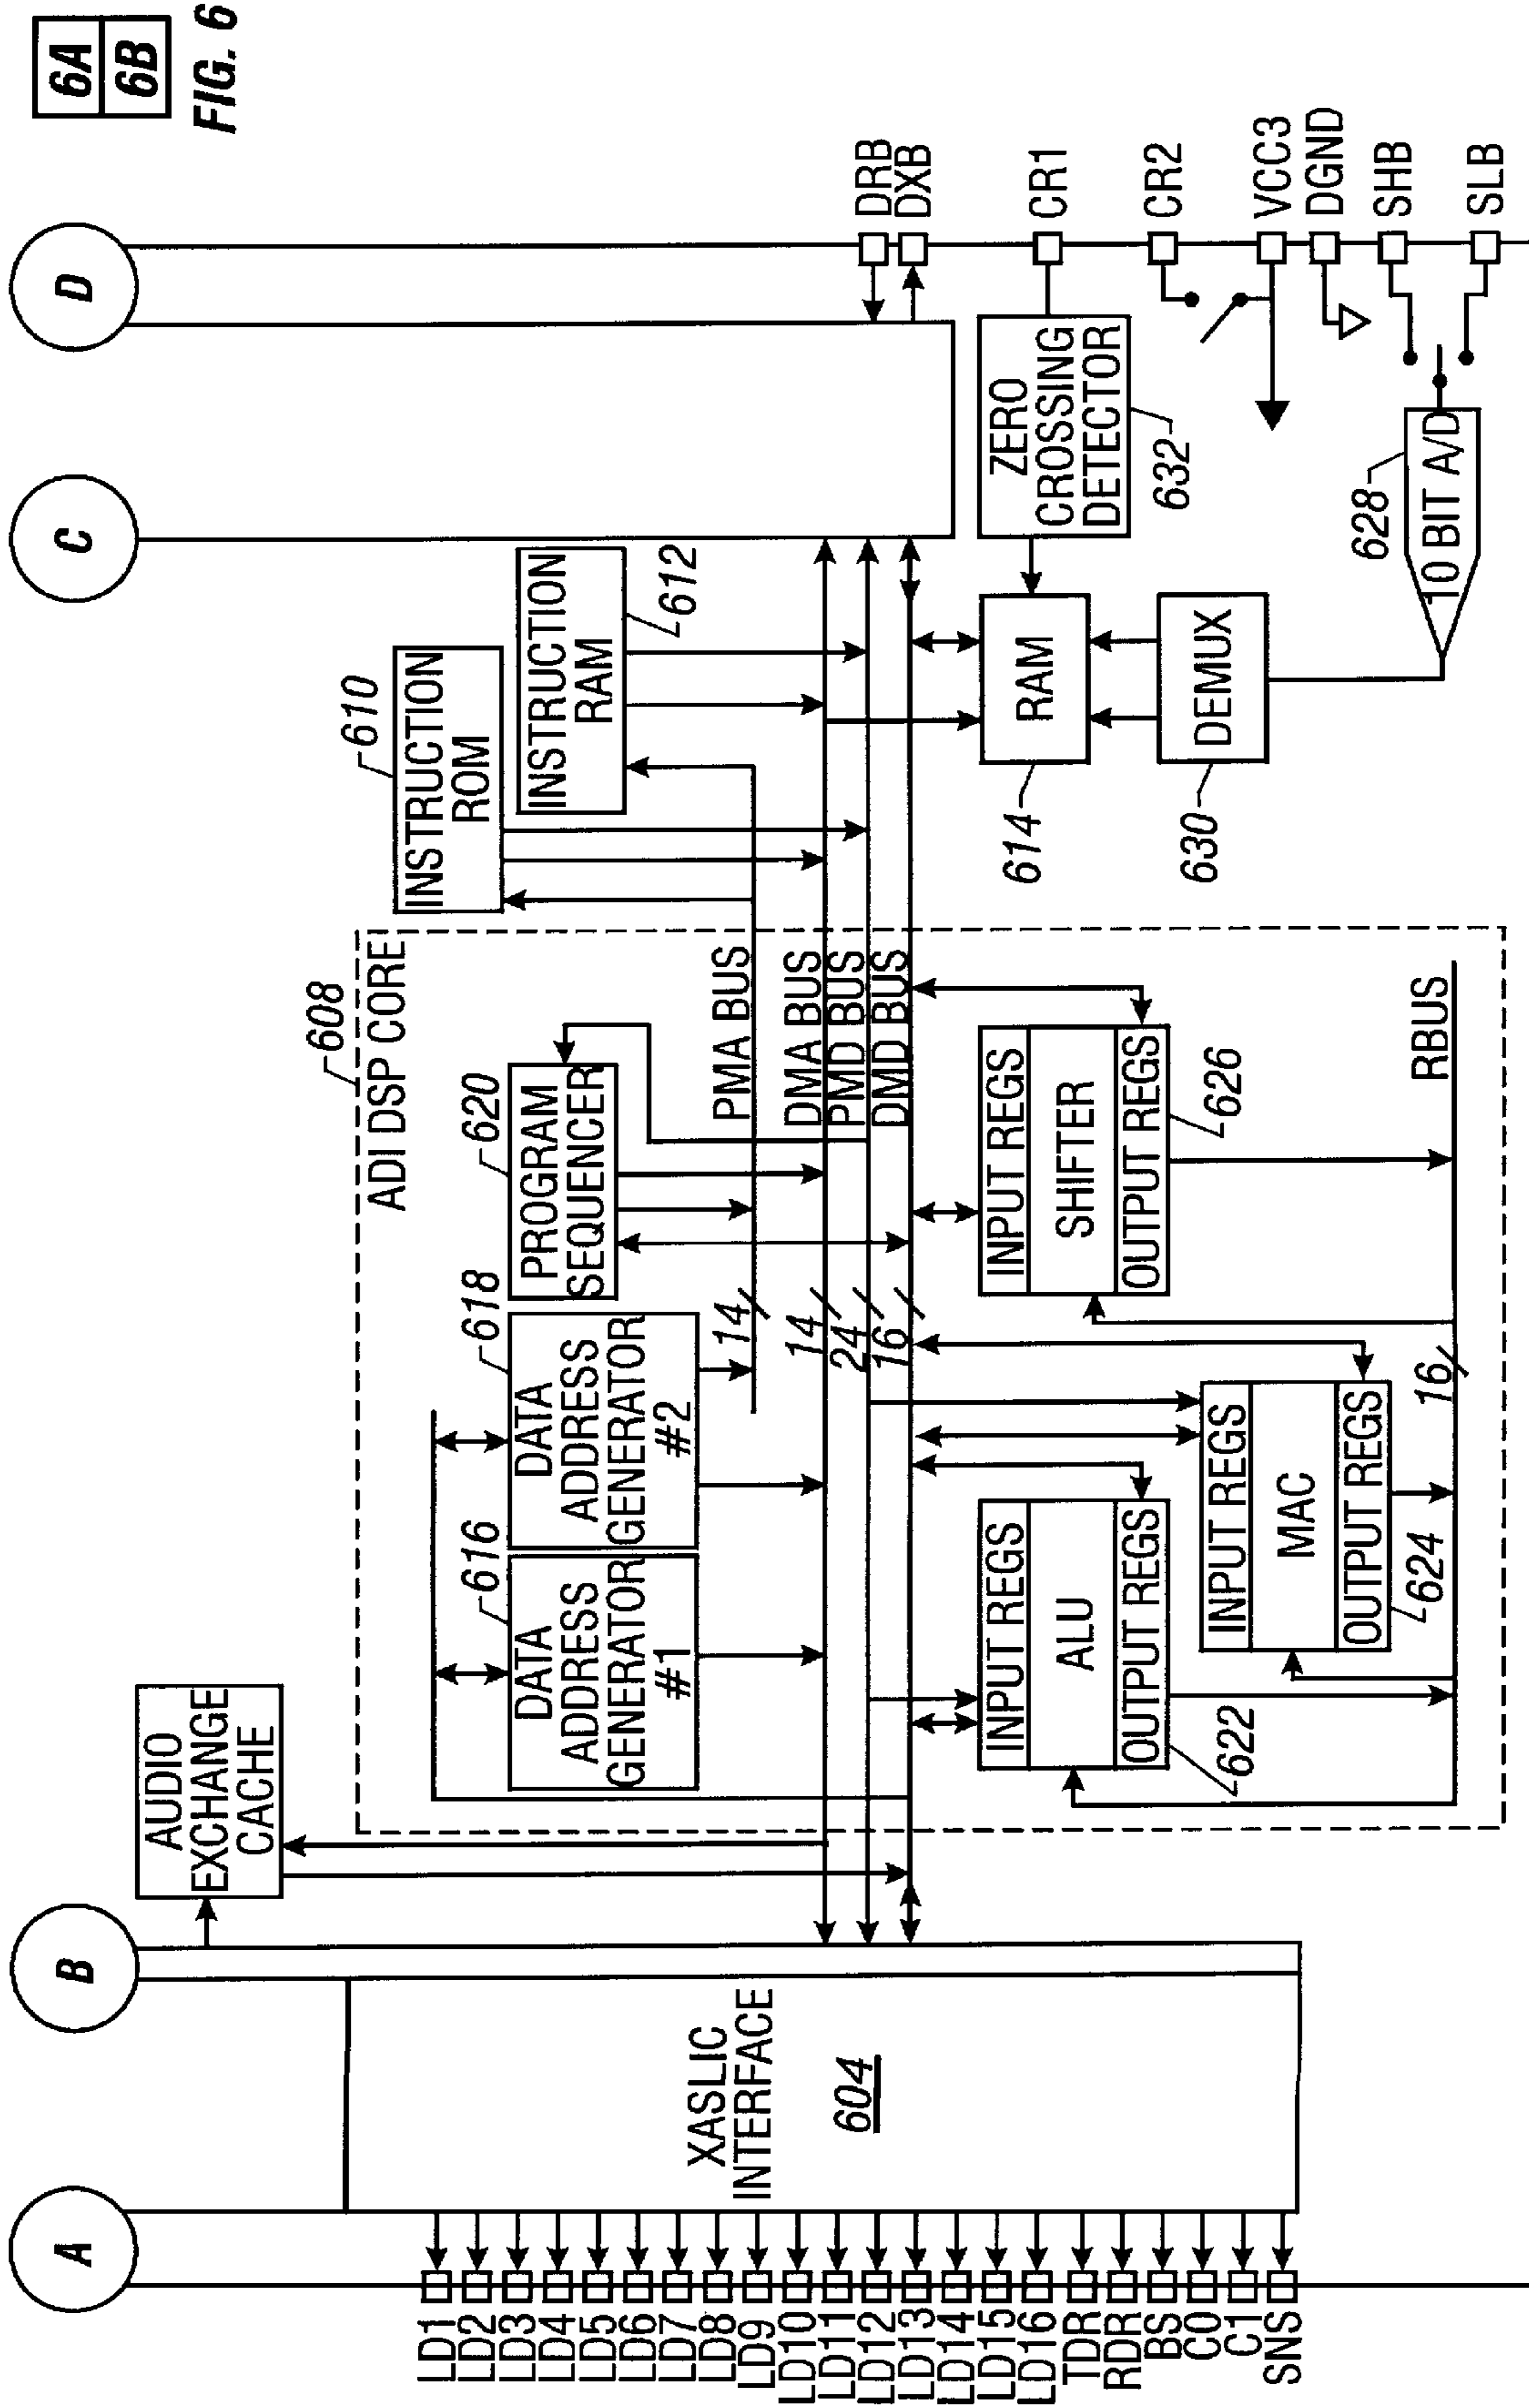 6A
6B
FIG. 6
A
B
C
D
AUDIO
EXCHANGE
CACHE
608
ADI DSP CORE
610
INSTRUCTION
ROM
INSTRUCTION
RAM
612
616
DATA
ADDRESS
GENERATOR
#1
618
DATA
ADDRESS
GENERATOR
#2
620
PROGRAM
SEQUENCER
14
PMA BUS
14
DMA BUS
24
PMD BUS
16
DMD BUS
XASLIC
INTERFACE
604
LD1
LD2
LD3
LD4
LD5
LD6
LD7
LD8
LD9
LD10
LD11
LD12
LD13
LD14
LD15
LD16
TDR
RDR
BS
C0
C1
SNS
INPUT REGS
ALU
OUTPUT REGS
622
INPUT REGS
MAC
OUTPUT REGS
624
INPUT REGS
SHIFTER
OUTPUT REGS
626
16
RBUS
614
RAM
630
DEMUX
ZERO
CROSSING
DETECTOR
632
628
10 BIT A/D
DRB
DXB
CR1
CR2
VCC3
DGND
SHB
SLB